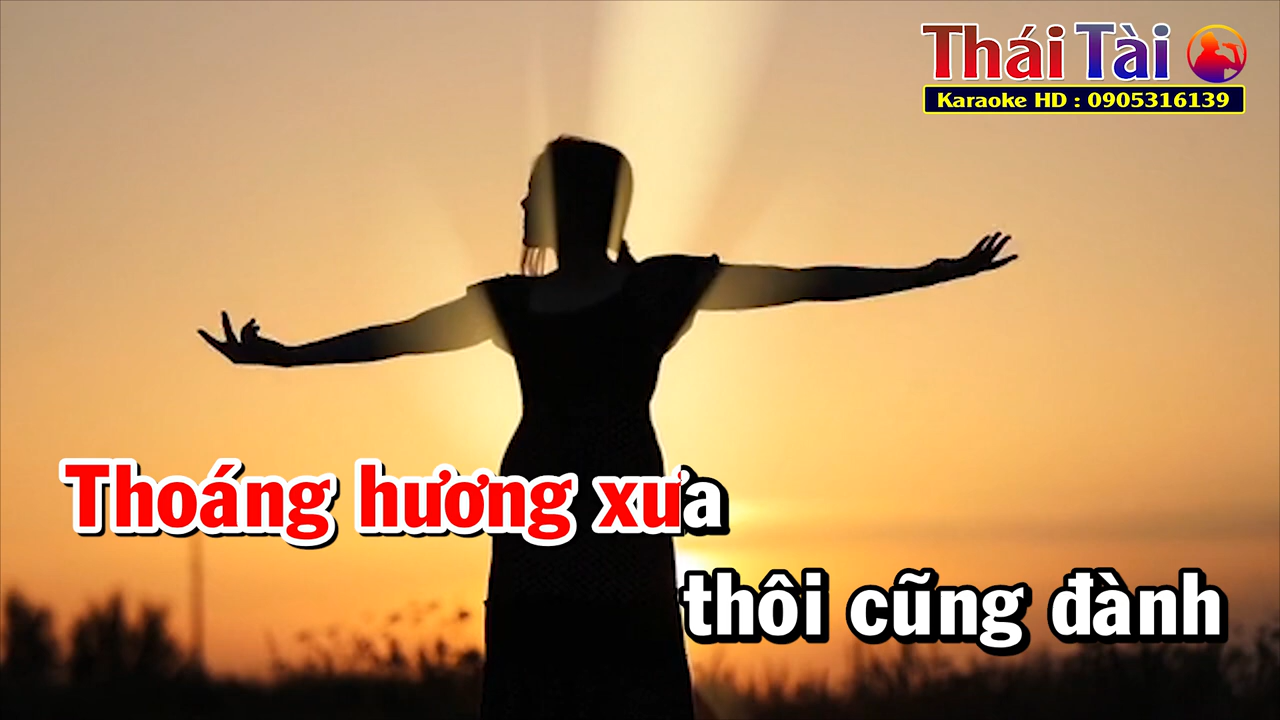 Thái Tài
Karaoke HD : 0905316139
Thoáng hương xưa
thôi cũng đành